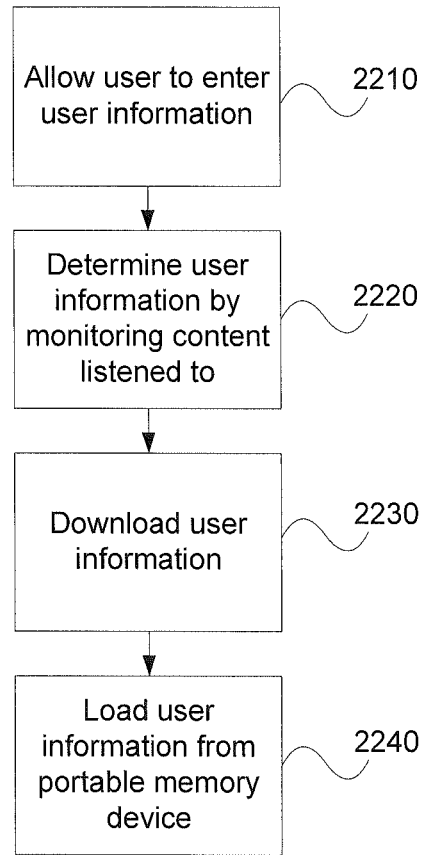 Allow user to enter
user information
2210
Determine user
information by
monitoring content
listened to
2220
Download user
information
2230
Load user
information from
portable memory
device
2240